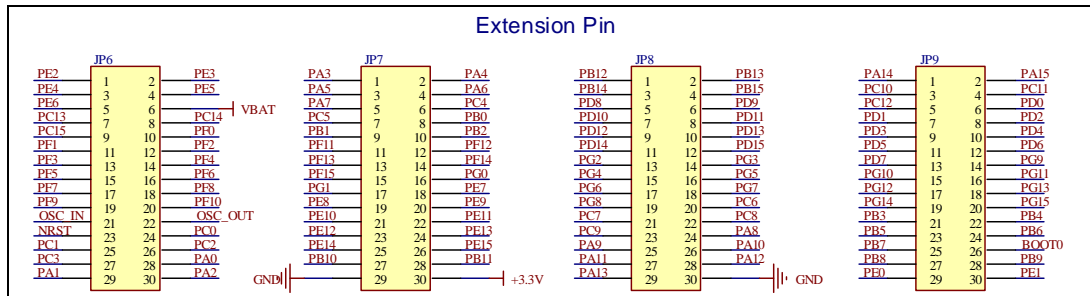 Extension Pin
JP6 JP7 JP8 JP9
PE2 1 2 PE3 PA3 1 2 PA4 PB12 1 2 PB13 PA14 1 2 PA15
PE4 3 4 PE5 PA5 3 4 PA6 PB14 3 4 PB15 PC10 3 4 PC11
PE6 5 6 VBAT PA7 5 6 PC4 PD8 5 6 PD9 PC12 5 6 PD0
PC13 7 8 PC14 PC5 7 8 PB0 PD10 7 8 PD11 PD1 7 8 PD2
PC15 9 10 PF0 PB1 9 10 PB2 PD12 9 10 PD13 PD3 9 10 PD4
PF1 11 12 PF2 PF11 11 12 PF12 PD14 11 12 PD15 PD5 11 12 PD6
PF3 13 14 PF4 PF13 13 14 PF14 PG2 13 14 PG3 PD7 13 14 PG9
PF5 15 16 PF6 PF15 15 16 PG0 PG4 15 16 PG5 PG10 15 16 PG11
PF7 17 18 PF8 PG1 17 18 PE7 PG6 17 18 PG7 PG12 17 18 PG13
PF9 19 20 PF10 PE8 19 20 PE9 PG8 19 20 PC6 PG14 19 20 PG15
OSC_IN 21 22 OSC_OUT PE10 21 22 PE11 PC7 21 22 PC8 PB3 21 22 PB4
NRST 23 24 PC0 PE12 23 24 PE13 PC9 23 24 PA8 PB5 23 24 PB6
PC1 25 26 PC2 PE14 25 26 PE15 PA9 25 26 PA10 PB7 25 26 BOOT0
PC3 27 28 PA0 PB10 27 28 PB11 PA11 27 28 PA12 PB8 27 28 PB9
PA1 29 30 PA2 GND 29 30 +3.3V PA13 29 30 GND PE0 29 30 PE1